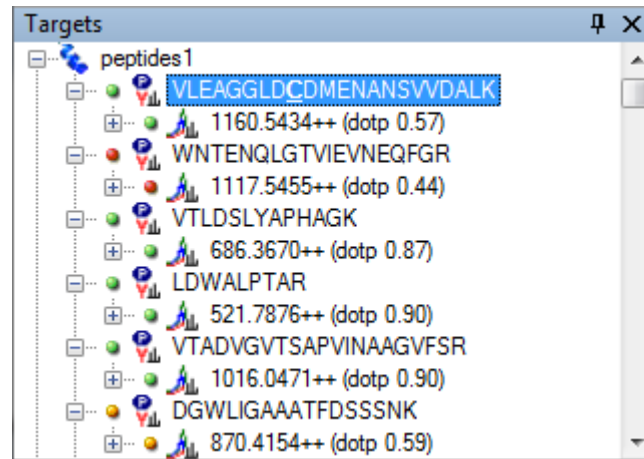 Targets
peptides1
VLEAGGLDCDMENANSVVDALK
1160.5434++ (dotp 0.57)
WNTENQLGTVIEVNEQFGR
1117.5455++ (dotp 0.44)
VTLDSLYAPHAGK
686.3670++ (dotp 0.87)
LDWALPTAR
521.7876++ (dotp 0.90)
VTADVGVTSAPVINAAGVFSR
1016.0471++ (dotp 0.90)
DGWLIGAAATFDSSSNK
870.4154++ (dotp 0.59)